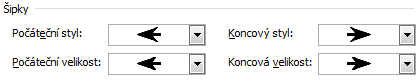 Šipky
Počáteční styl: Koncový styl:
Počáteční velikost: Koncová velikost: